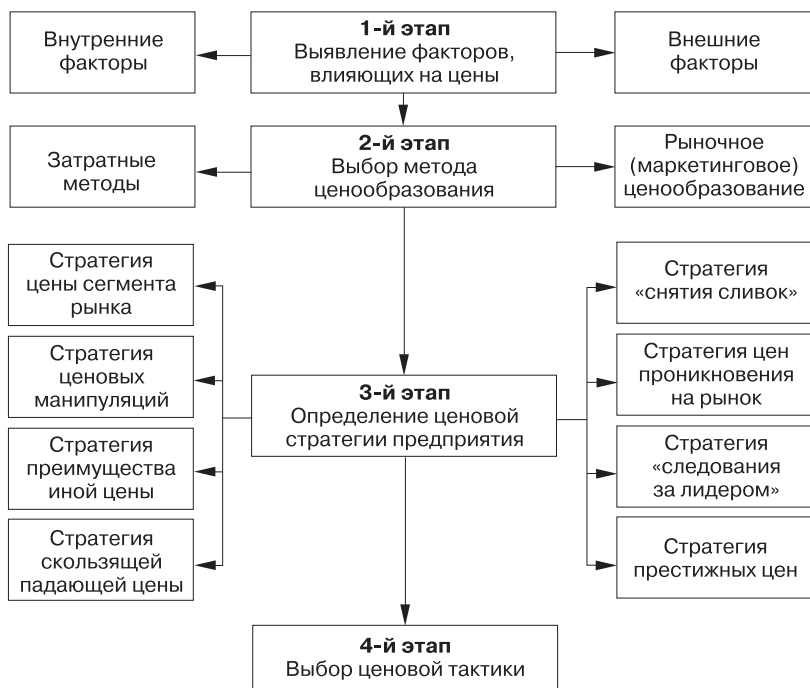 Внутренние
факторы
1-й этап
Выявление факторов,
влияющих на цены
Внешние
факторы
Затратные
методы
2-й этап
Выбор метода
ценообразования
Рыночное
(маркетинговое)
ценообразование
Стратегия
цены сегмента
рынка
Стратегия
ценовых
манипуляций
Стратегия
преимущества
иной цены
Стратегия
скользящей
падающей цены
3-й этап
Определение ценовой
стратегии предприятия
Стратегия
«снятия сливок»
Стратегия цен
проникновения
на рынок
Стратегия
«следования
за лидером»
Стратегия
престижных цен
4-й этап
Выбор ценовой тактики